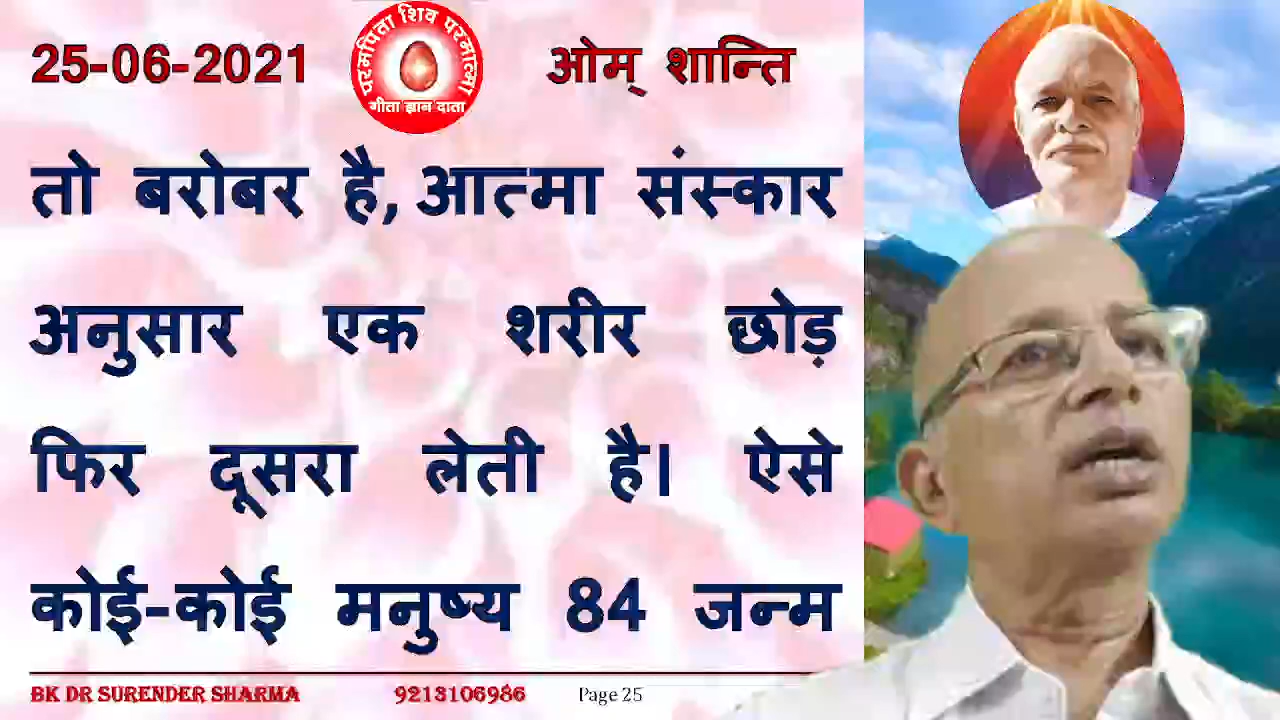 25-06-2021
परमपिता शिव परमात्मा
गीता ज्ञान दाता
ओम् शान्ति
तो बरोबर है, आत्मा संस्कार
अनुसार एक शरीर छोड़
फिर दूसरा लेती है। ऐसे
कोई-कोई मनुष्य 84 जन्म
BK DR SURENDER SHARMA 9213106986 Page 25